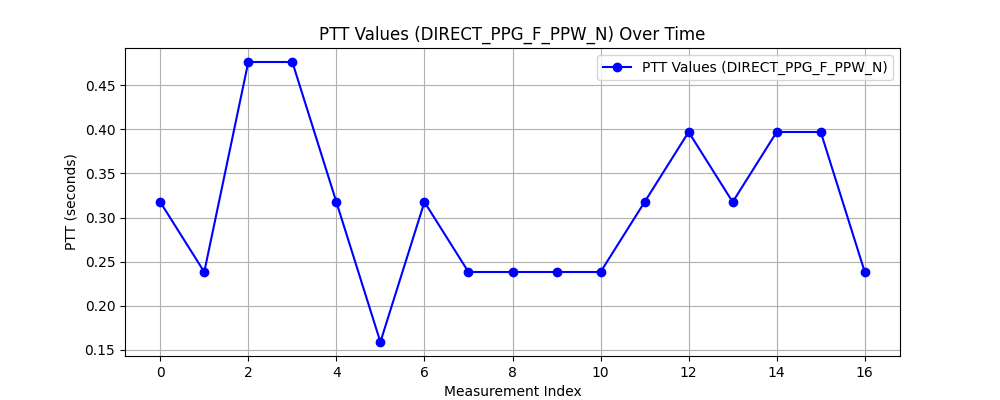 PTT Values (DIRECT_PPG_F_PPW_N) Over Time
PTT Values (DIRECT_PPG_F_PPW_N)
PTT (seconds)
0.45
0.40
0.35
0.30
0.25
0.20
0.15
0 2 4 6 8 10 12 14 16
Measurement Index